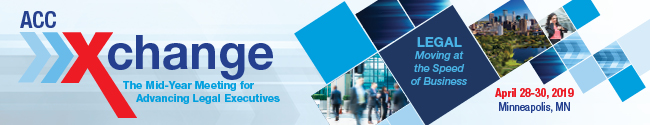 ACC
Xchange
The Mid-Year Meeting for
Advancing Legal Executives
LEGAL
Moving at
the Speed
of Business
April 28-30, 2019
Minneapolis, MN